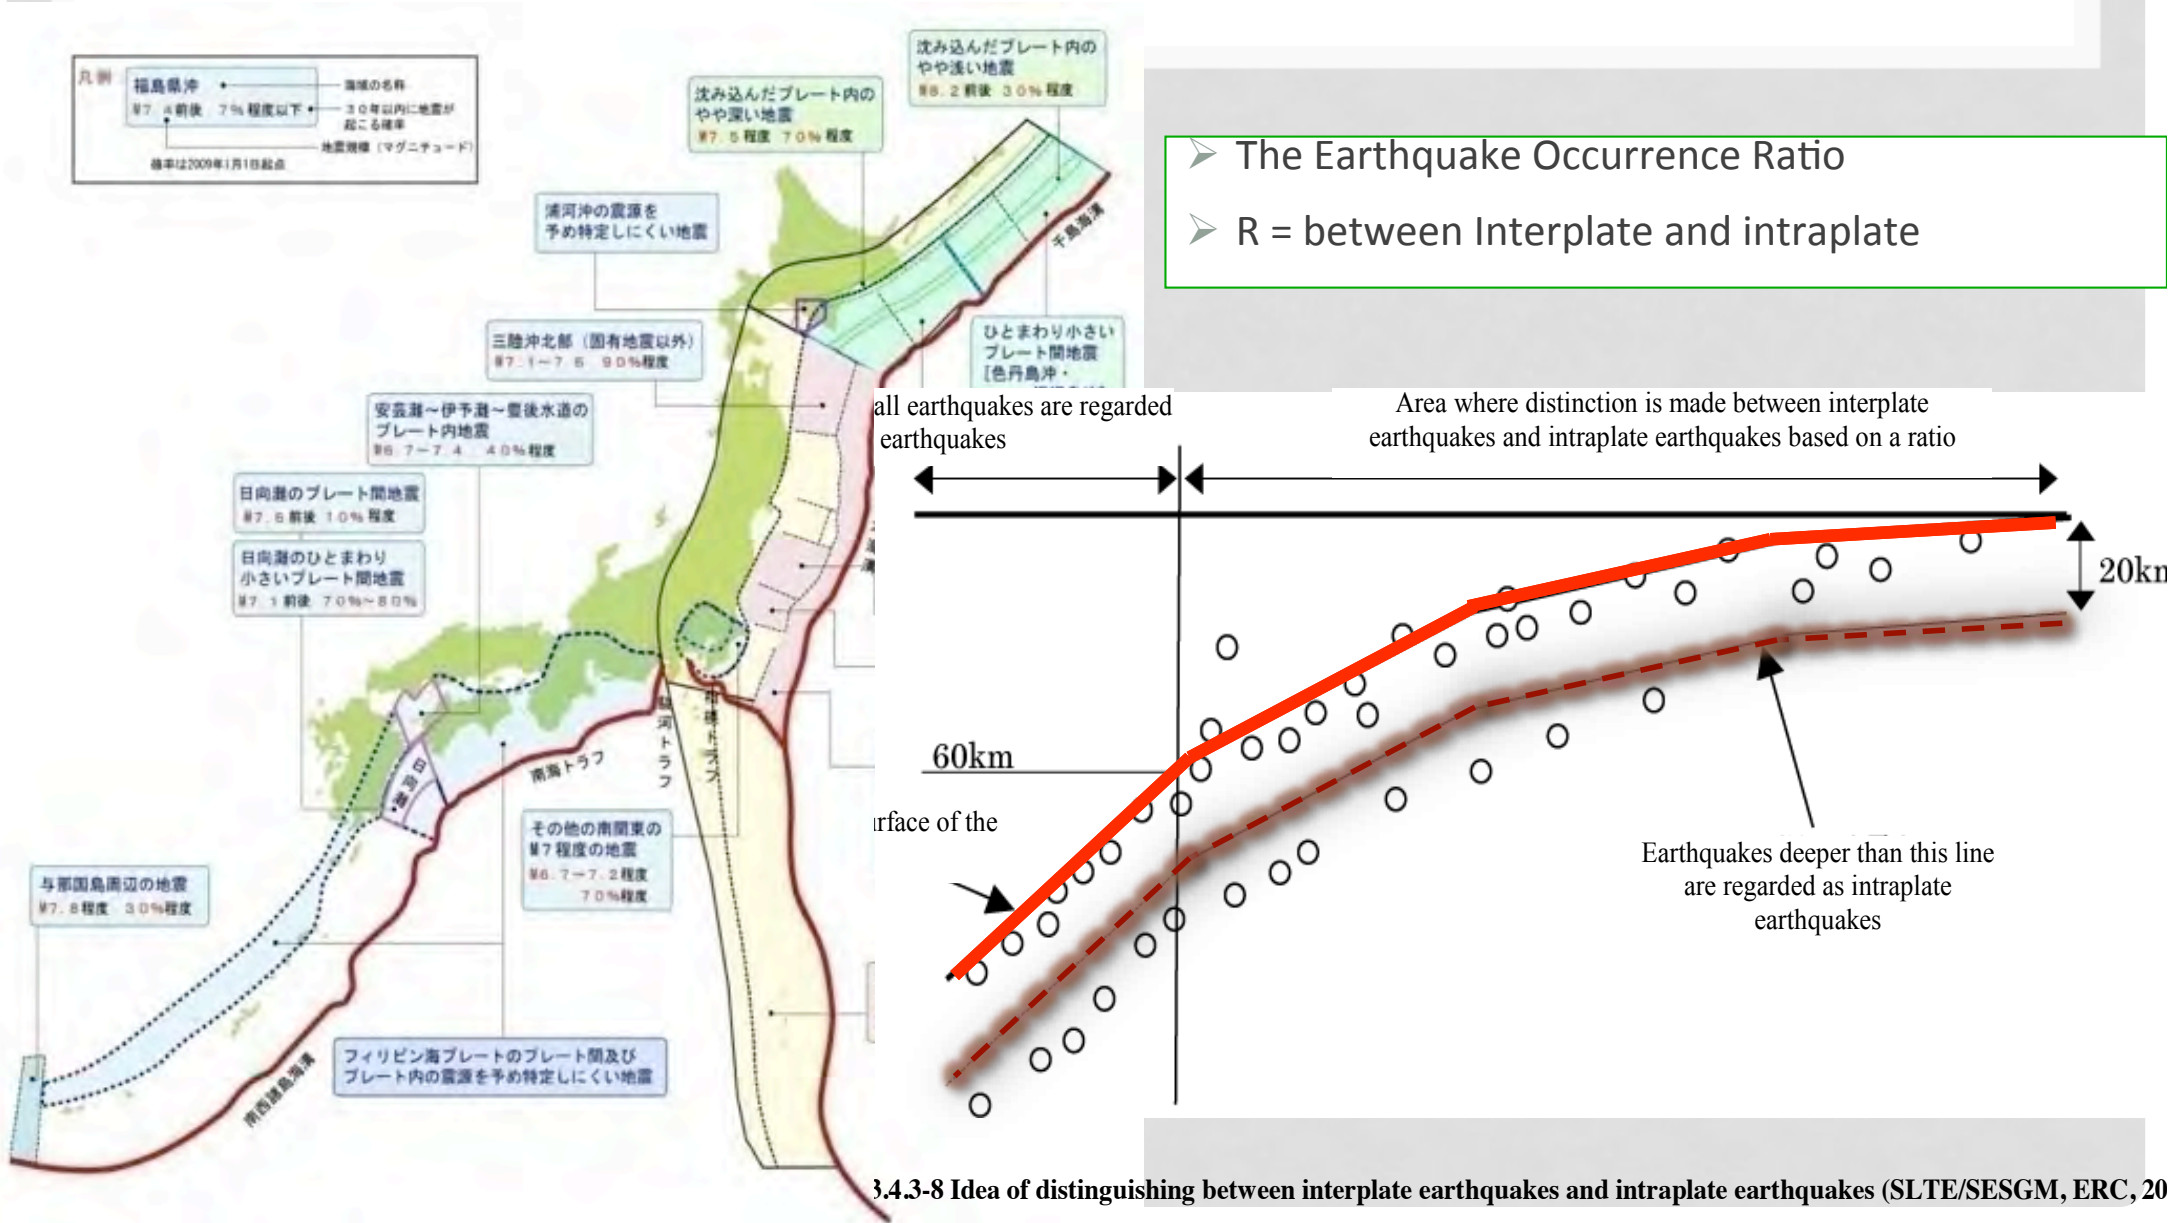 凡例
福島県沖
M7.4前後 7%程度以下
海域の名称
30年以内に地震が
起こる確率
地震規模(マグニチュード)
確率は2009年1月1日起点
沈み込んだプレート内の
やや浅い地震
M8.2前後 30%程度
沈み込んだプレート内の
やや深い地震
M7.5程度 70%程度
浦河沖の震源を
予め特定しにくい地震
千島海溝
三陸沖北部(固有地震以外)
M7.1~7.6 90%程度
ひとまわり小さい
プレート間地震
[色丹島沖・
安芸灘~伊予灘~豊後水道の
プレート内地震
M6.7~7.4 40%程度
日向灘のプレート間地震
M7.6前後 10%程度
日向灘のひとまわり
小さいプレート間地震
M7.1前後 70%~80%
日向灘
南海トラフ
駿河トラフ
相模トラフ
その他の南関東の
M7程度の地震
M6.7~7.2程度
70%程度
与那国島周辺の地震
M7.8程度 30%程度
フィリピン海プレートのプレート間及び
プレート内の震源を予め特定しにくい地震
南西諸島海溝
➢ The Earthquake Occurrence Ratio
➢ R = between Interplate and intraplate
all earthquakes are regarded
earthquakes
Area where distinction is made between interplate
earthquakes and intraplate earthquakes based on a ratio
20km
60km
urface of the
Earthquakes deeper than this line
are regarded as intraplate
earthquakes
3.4.3-8 Idea of distinguishing between interplate earthquakes and intraplate earthquakes (SLTE/SESGM, ERC, 20